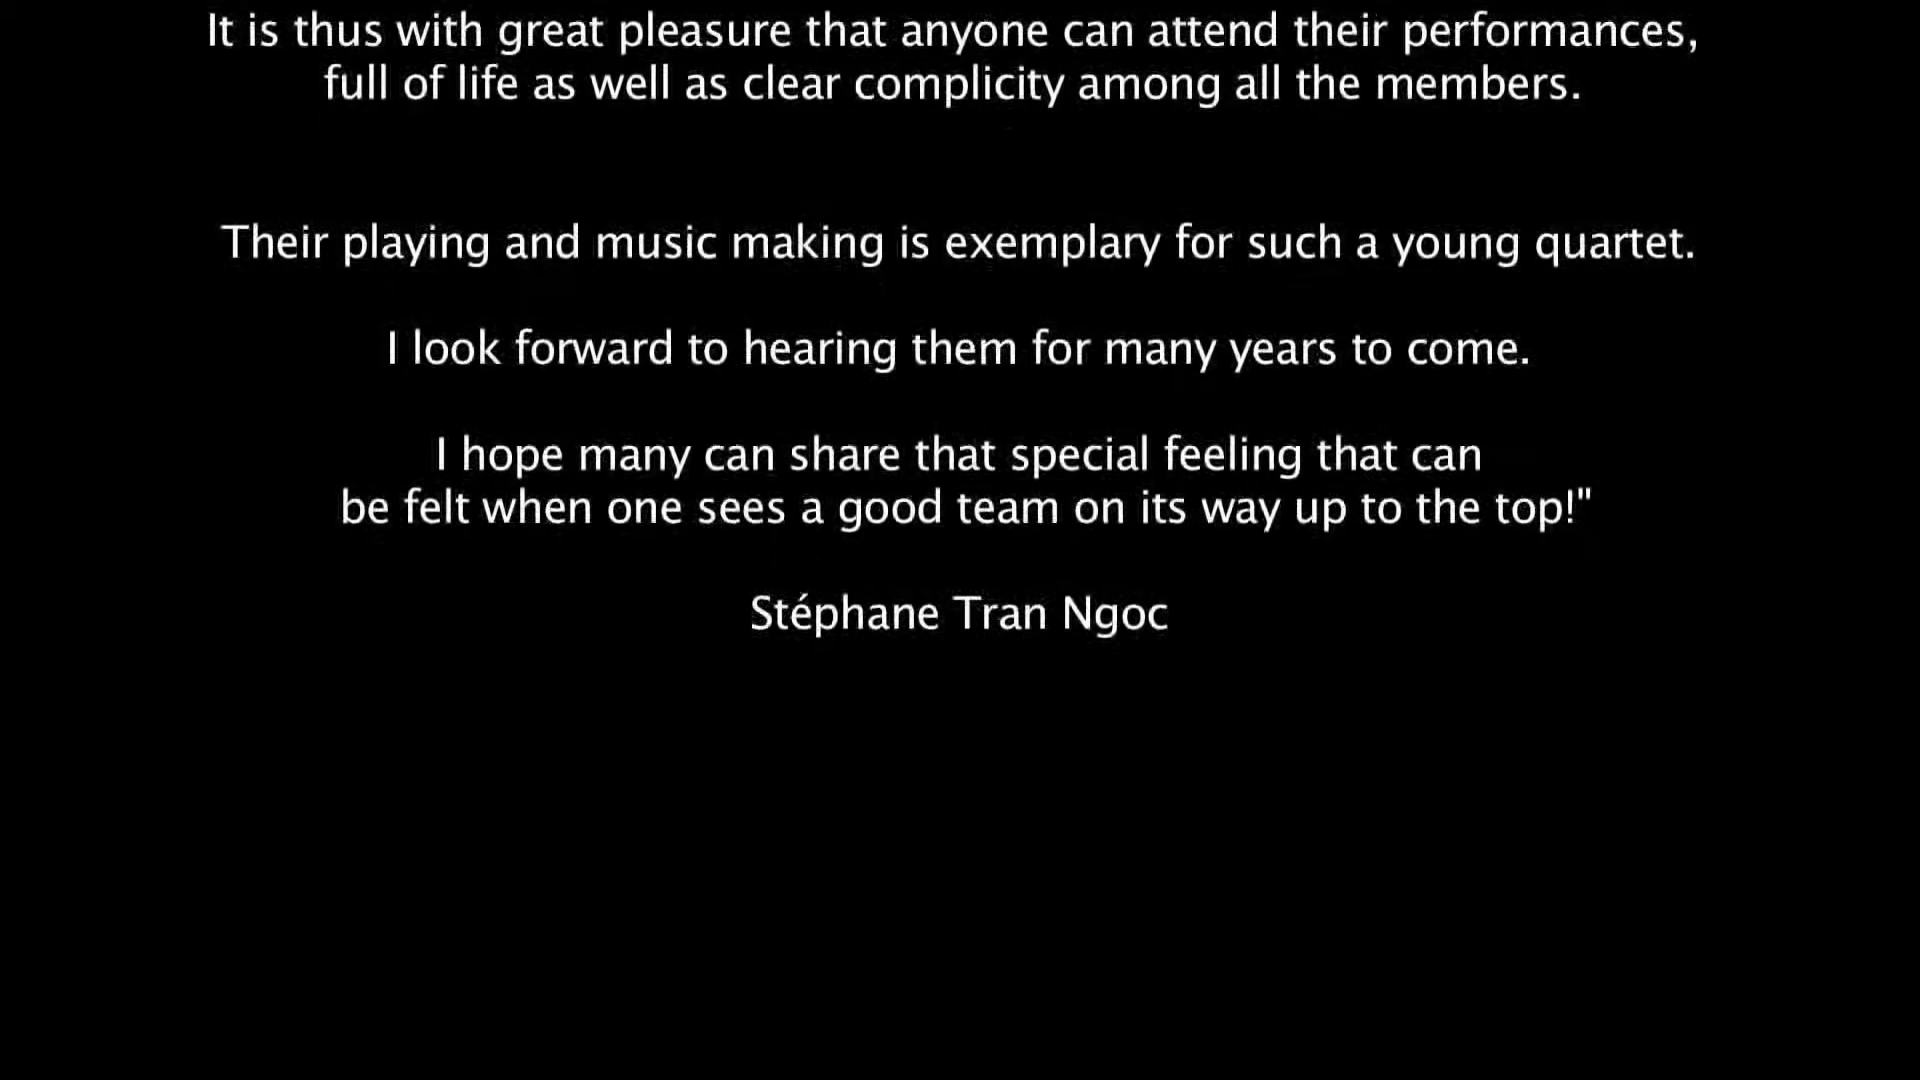 It is thus with great pleasure that anyone can attend their performances,
full of life as well as clear complicity among all the members.
Their playing and music making is exemplary for such a young quartet.
I look forward to hearing them for many years to come.
I hope many can share that special feeling that can
be felt when one sees a good team on its way up to the top!"
Stéphane Tran Ngoc